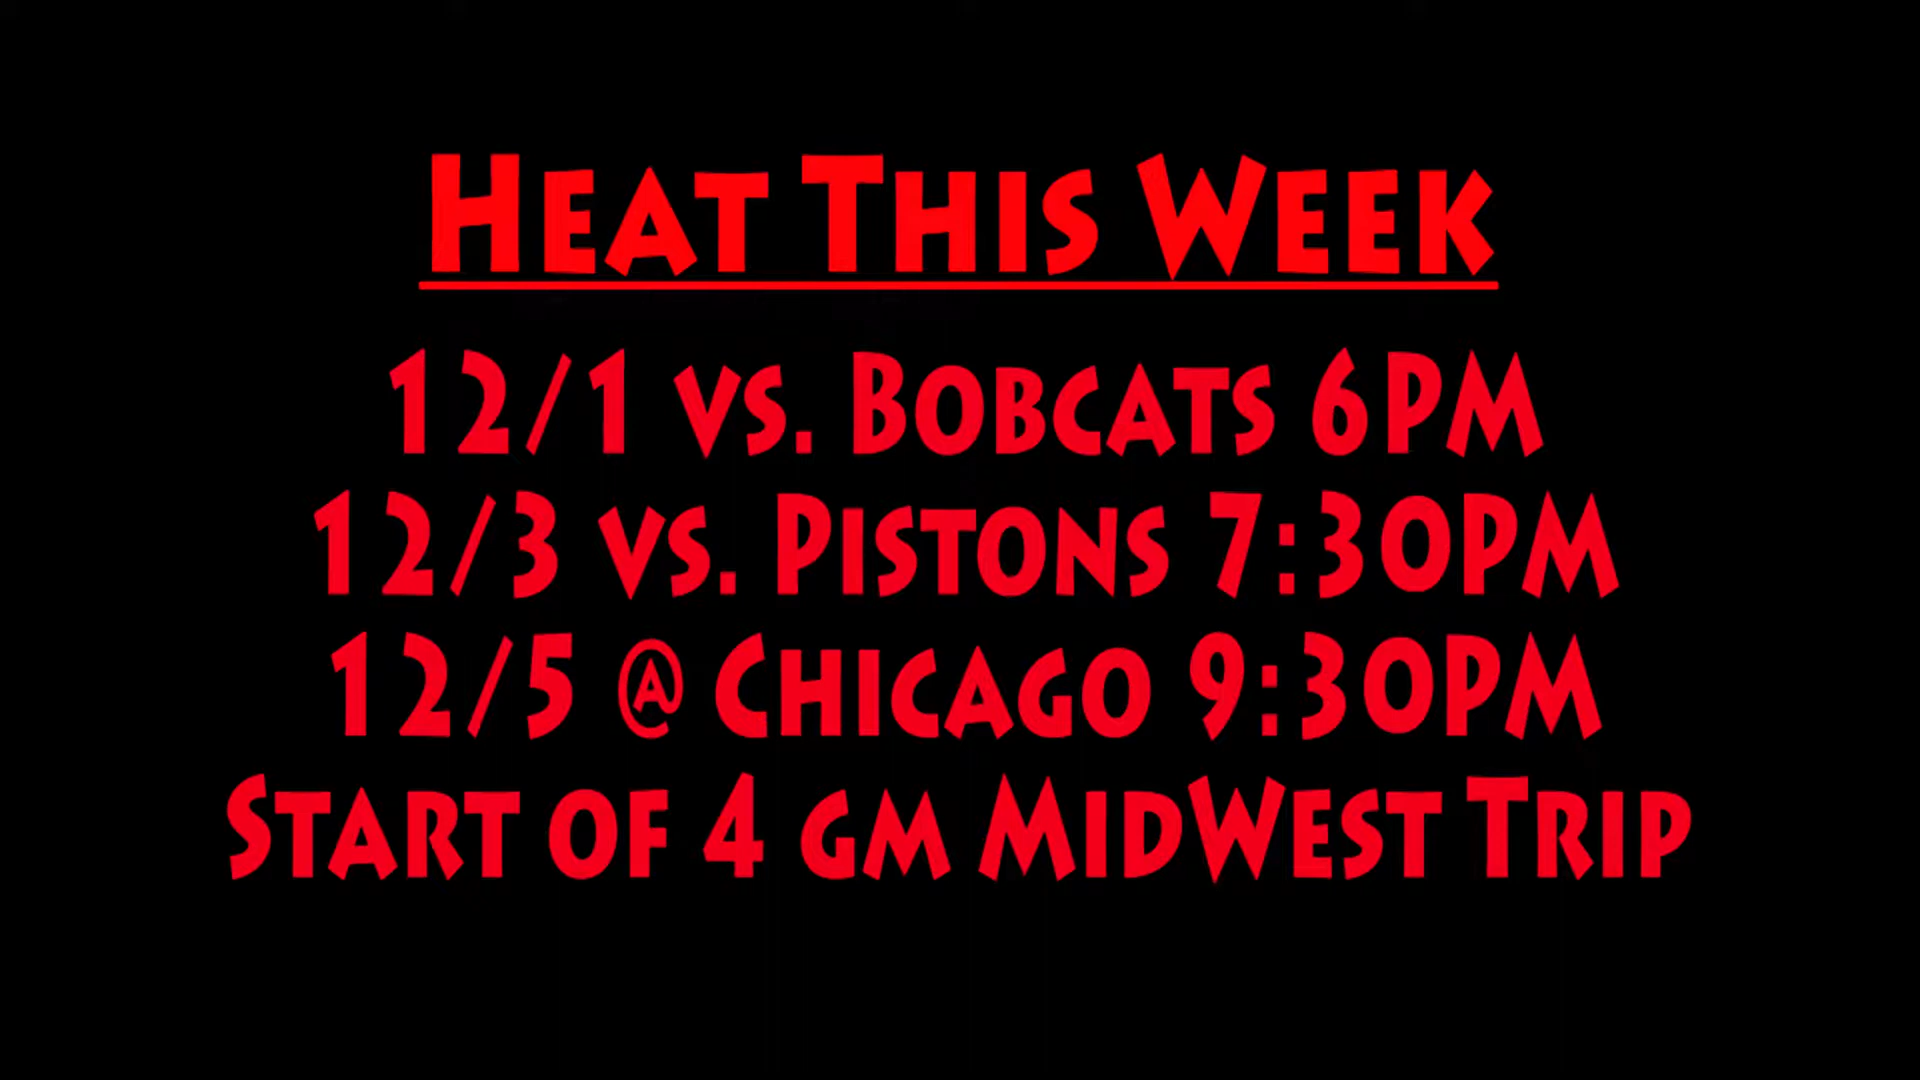 Heat This Week
12/1 vs. Bobcats 6PM
12/3 vs. Pistons 7:30PM
12/5 @ Chicago 9:30PM
Start of 4 gm MidWest Trip